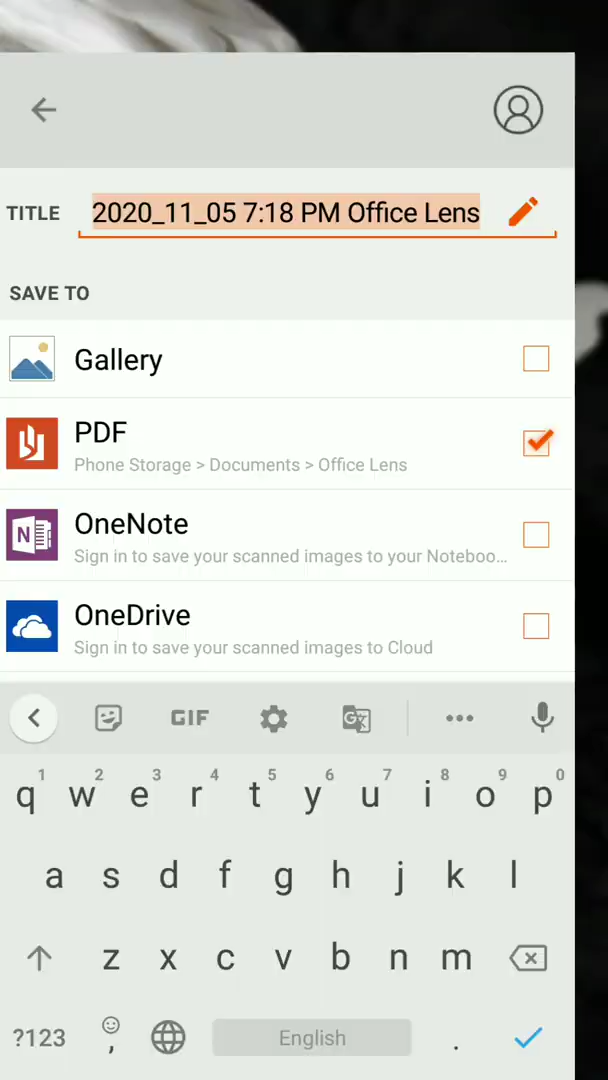 TITLE 2020_11_05 7:18 PM Office Lens
SAVE TO
Gallery
PDF
Phone Storage > Documents > Office Lens
OneNote
Sign in to save your scanned images to your Noteboo...
OneDrive
Sign in to save your scanned images to Cloud
GIF
1 2 3 4 5 6 7 8 9 0
q w e r t y u i o p
a s d f g h j k l
z x c v b n m
?123 , English .